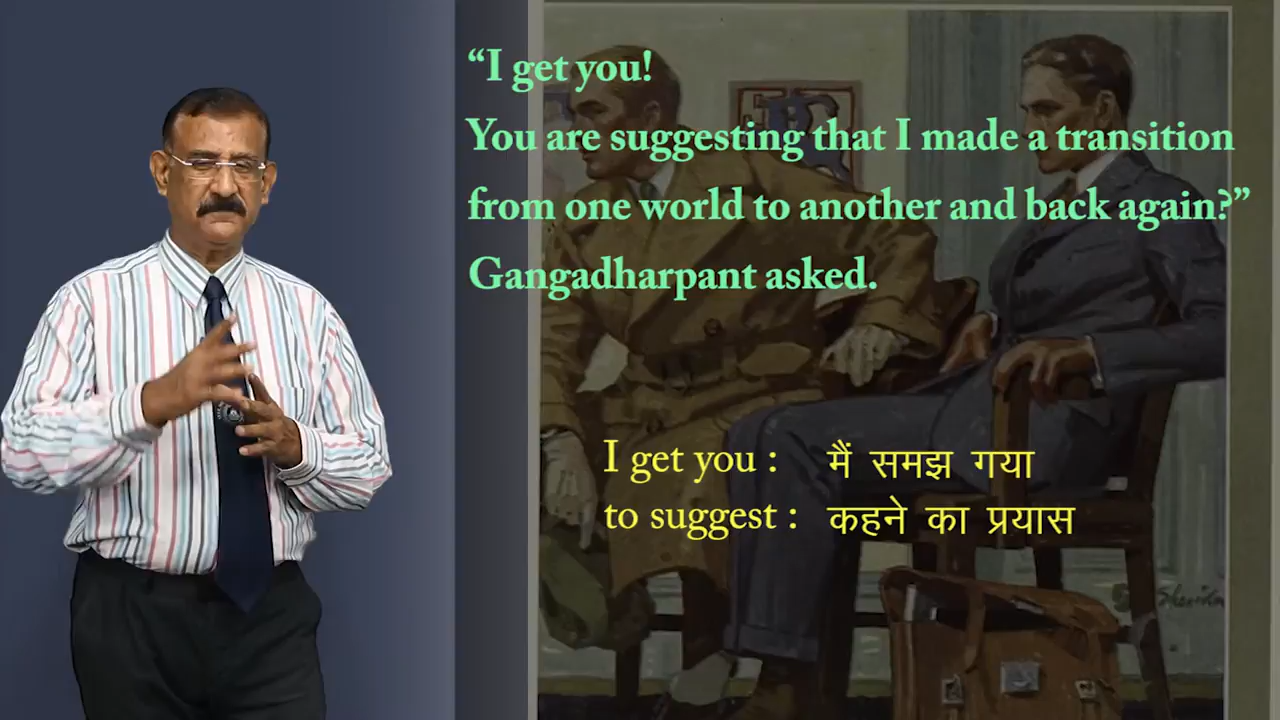 “I get you!
You are suggesting that I made a transition
from one world to another and back again?”
Gangadharpant asked.
I get you : मैं समझ गया
to suggest : कहने का प्रयास